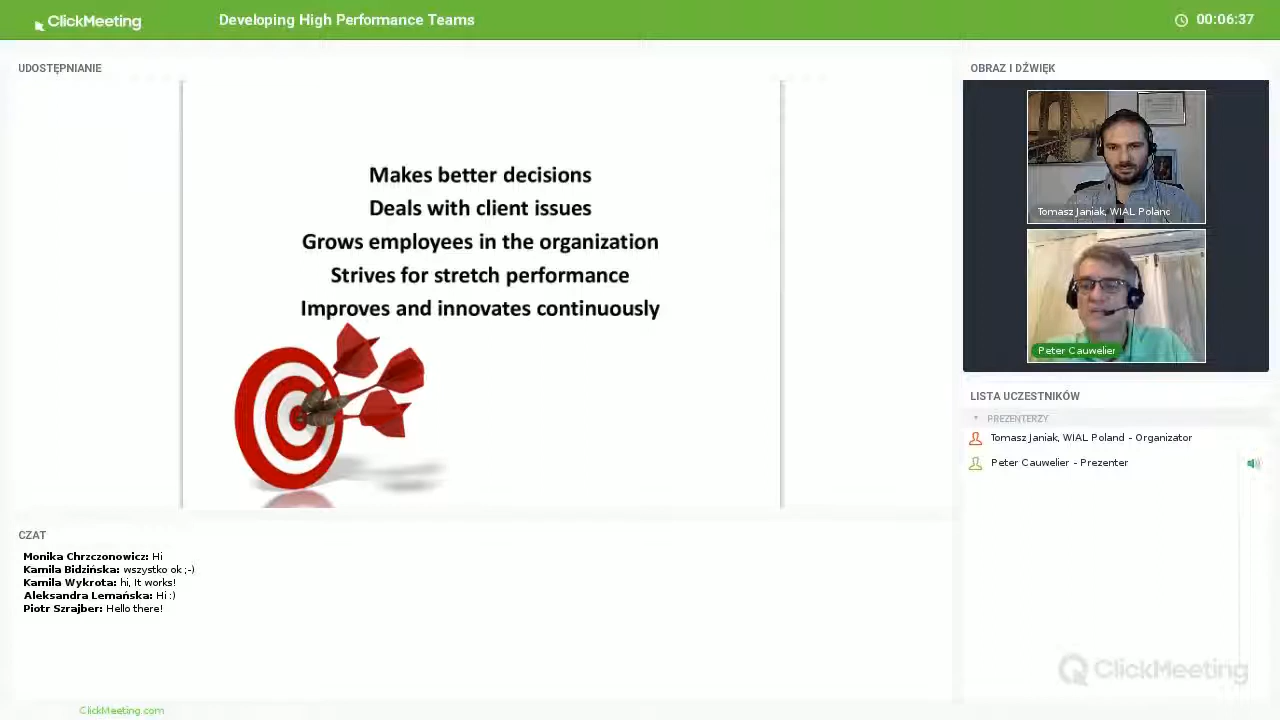 ClickMeeting
Developing High Performance Teams
00:06:37
UDOSTĘPNIANIE
Makes better decisions
Deals with client issues
Grows employees in the organization
Strives for stretch performance
Improves and innovates continuously
OBRAZ I DŹWIĘK
Tomasz Janiak, WIAL Poland
Peter Cauwelier
LISTA UCZESTNIKÓW
PREZENTERZY
Tomasz Janiak, WIAL Poland - Organizator
Peter Cauwelier - Prezenter
CZAT
Monika Chrzczonowicz: Hi
Kamila Bidzińska: wszystko ok ;-)
Kamila Wykrota: hi, It works!
Aleksandra Lemańska: Hi :)
Piotr Szrajber: Hello there!
ClickMeeting
ClickMeeting.com